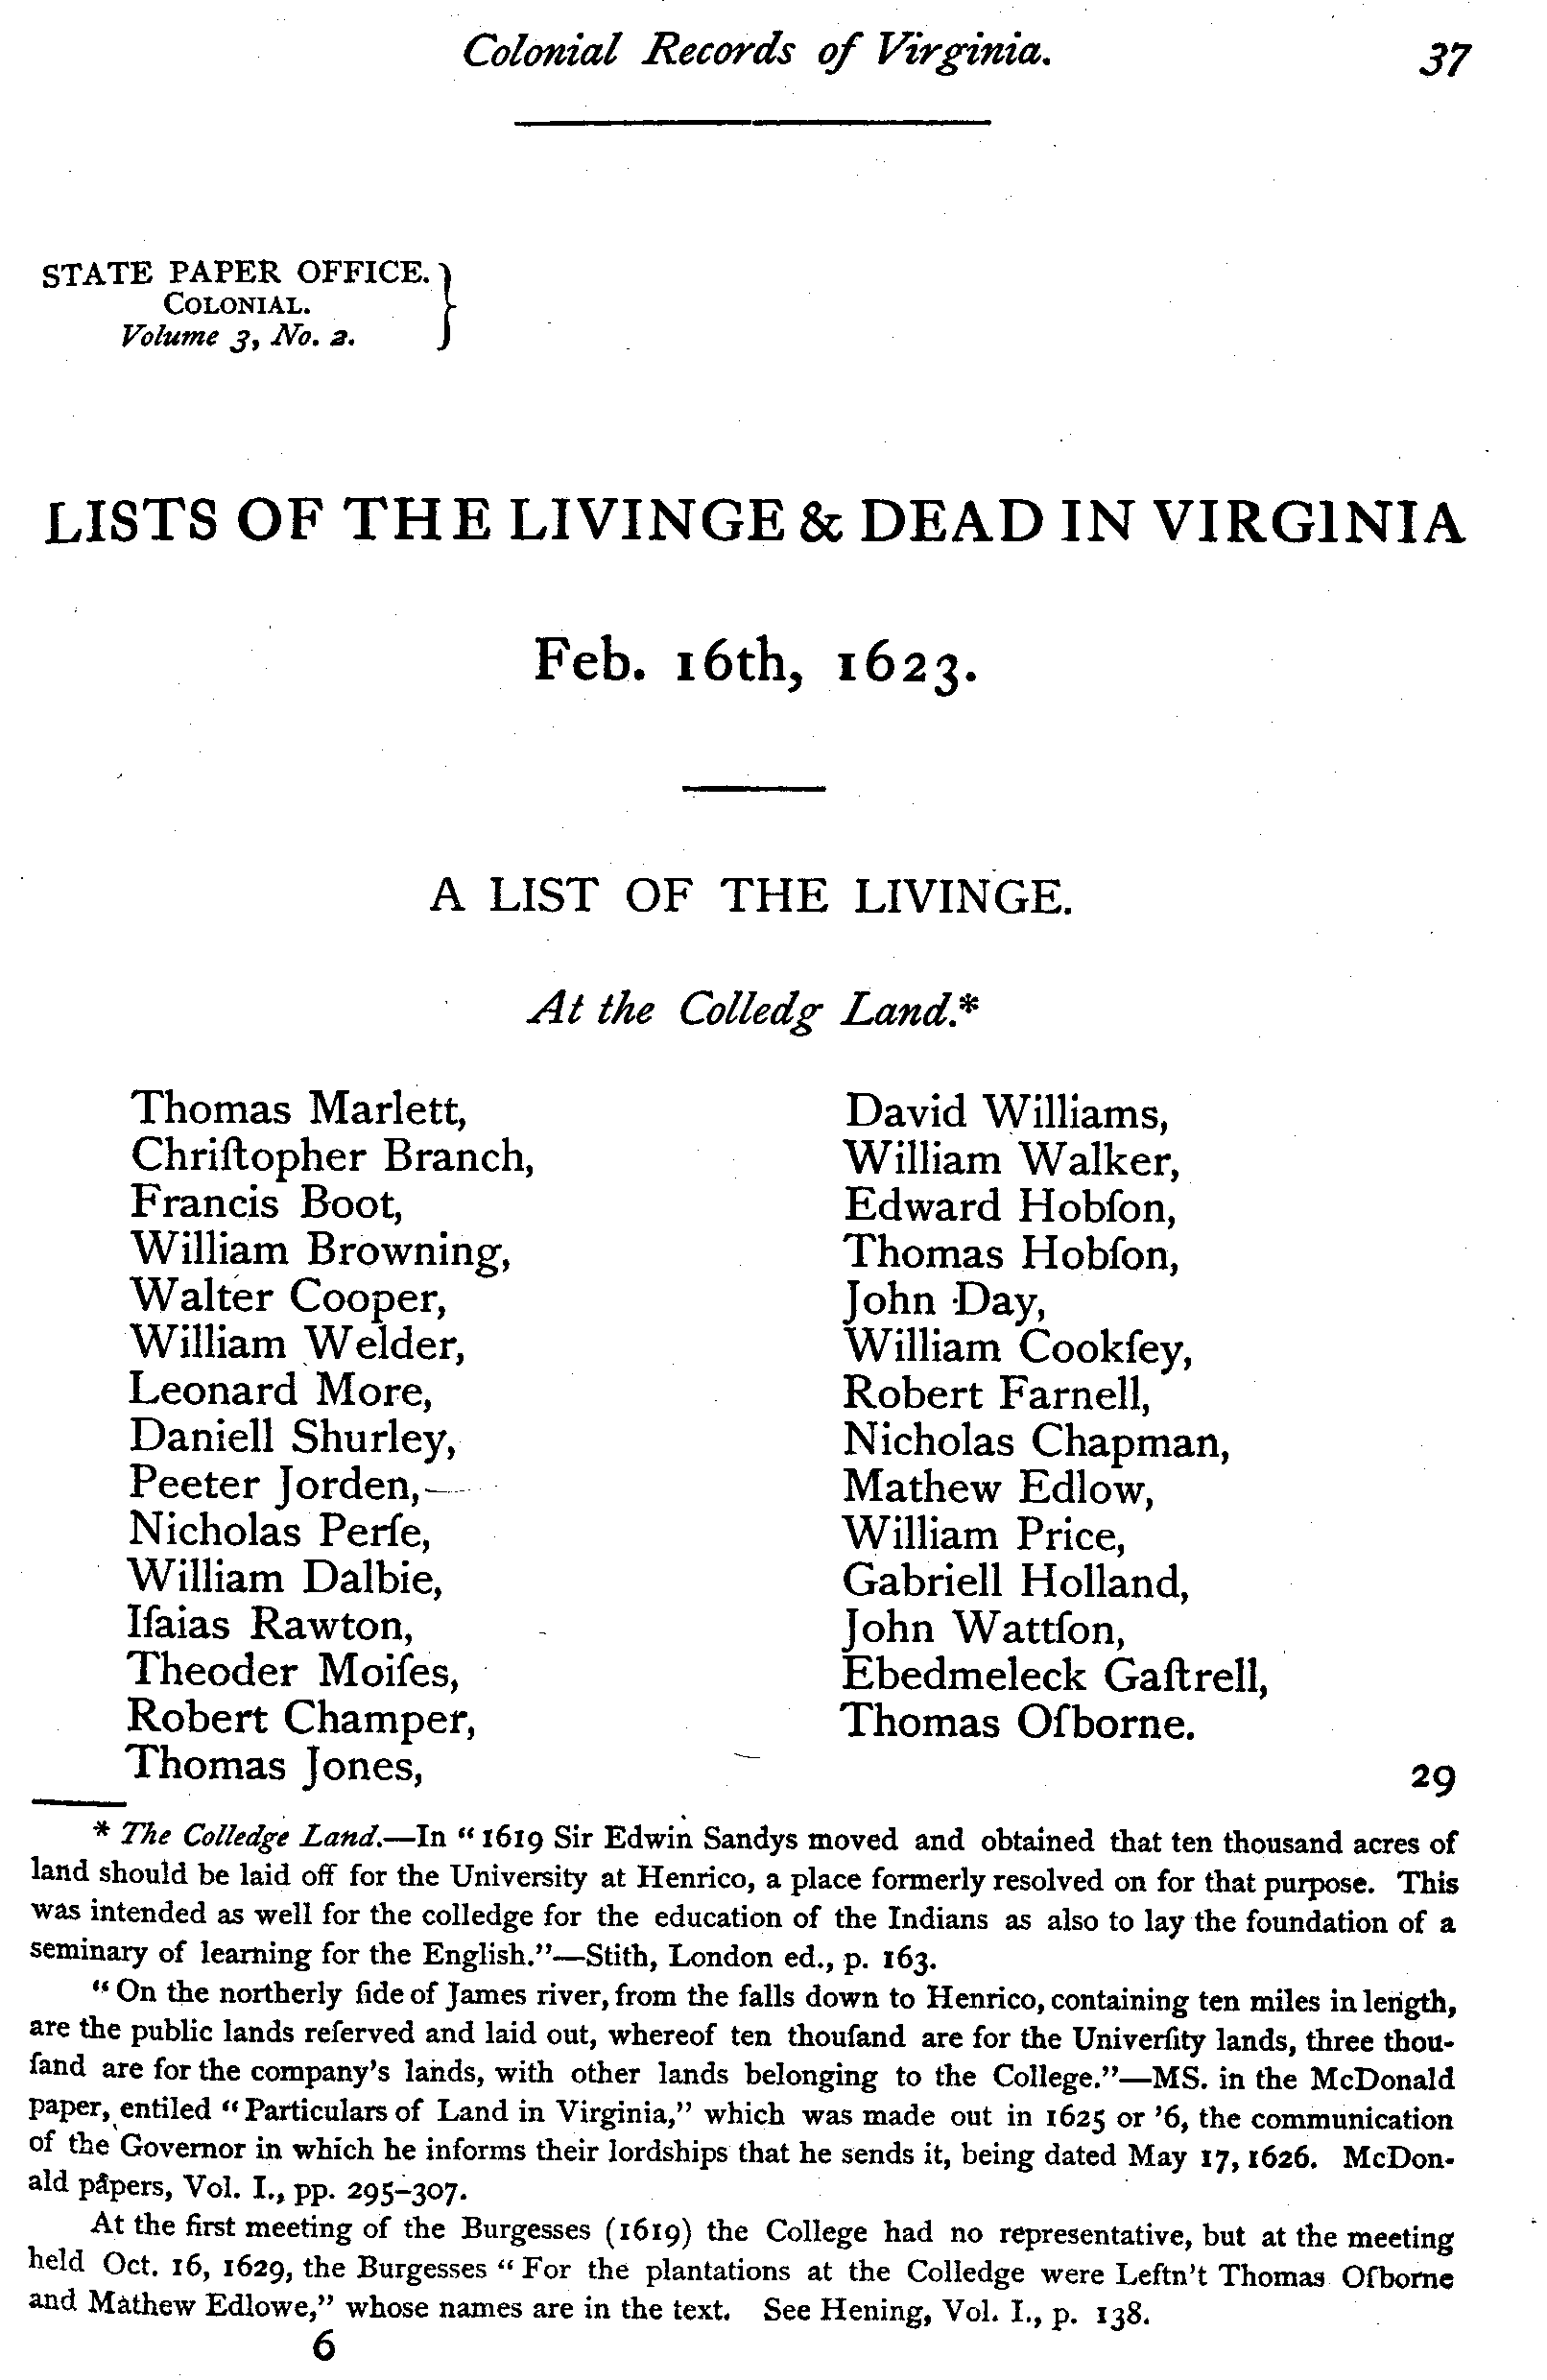 Colonial Records of Virginia. 37
STATE PAPER OFFICE.
COLONIAL.
Volume 3, No. 2.
LISTS OF THE LIVINGE & DEAD IN VIRGINIA
Feb. 16th, 1623.
A LIST OF THE LIVINGE.
At the Colledg Land.*
Thomas Marlett,
Chriſtopher Branch,
Francis Boot,
William Browning,
Walter Cooper,
William Welder,
Leonard More,
Daniell Shurley,
Peeter Jorden,
Nicholas Perſe,
William Dalbie,
Iſaias Rawton,
Theoder Moiſes,
Robert Champer,
Thomas Jones,
David Williams,
William Walker,
Edward Hobſon,
Thomas Hobſon,
John Day,
William Cookſey,
Robert Farnell,
Nicholas Chapman,
Mathew Edlow,
William Price,
Gabriell Holland,
John Wattſon,
Ebedmeleck Gaſtrell,
Thomas Oſborne.
29
* The Colledge Land.—In “1619 Sir Edwin Sandys moved and obtained that ten thousand acres of
land should be laid off for the University at Henrico, a place formerly resolved on for that purpose. This
was intended as well for the colledge for the education of the Indians as also to lay the foundation of a
seminary of learning for the English.”—Stith, London ed., p. 163.
“On the northerly ſide of James river, from the falls down to Henrico, containing ten miles in length,
are the public lands reſerved and laid out, whereof ten thouſand are for the Univerſity lands, three thou-
ſand are for the company's lands, with other lands belonging to the College.”—MS. in the McDonald
paper, entiled “Particulars of Land in Virginia,” which was made out in 1625 or '6, the communication
of the Governor in which he informs their lordships that he sends it, being dated May 17, 1626. McDon-
ald papers, Vol. I., pp. 295–307.
At the first meeting of the Burgesses (1619) the College had no representative, but at the meeting
held Oct. 16, 1629, the Burgesses “For the plantations at the Colledge were Leftn't Thomas Oſborne
and Mathew Edlowe,” whose names are in the text. See Hening, Vol. I., p. 138.
6